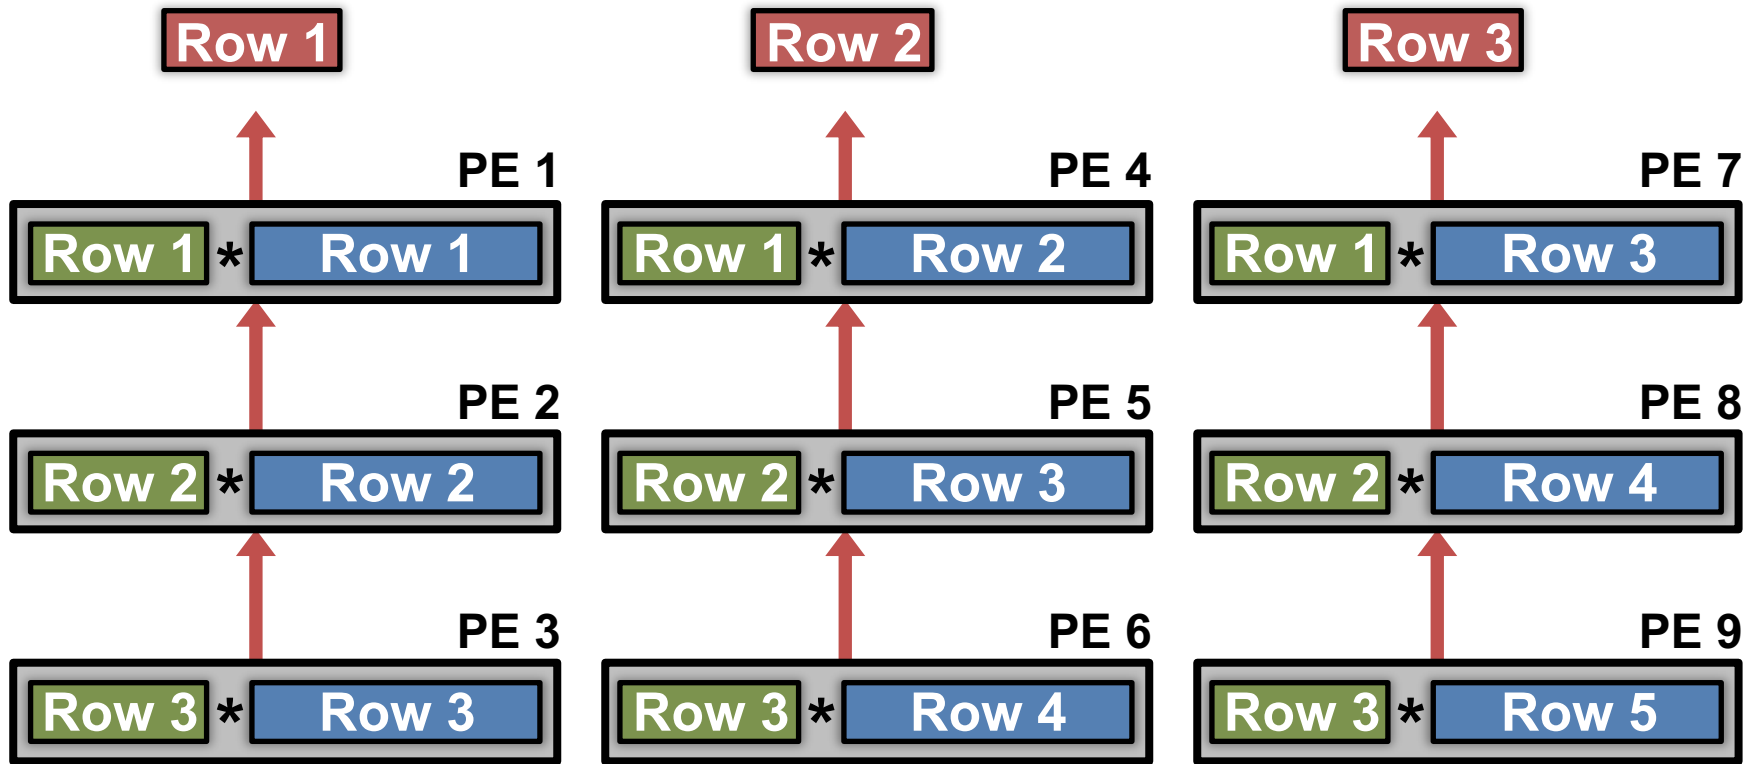 Row 1 Row 2 Row 3
PE 1 PE 4 PE 7
Row 1 * Row 1 Row 1 * Row 2 Row 1 * Row 3
PE 2 PE 5 PE 8
Row 2 * Row 2 Row 2 * Row 3 Row 2 * Row 4
PE 3 PE 6 PE 9
Row 3 * Row 3 Row 3 * Row 4 Row 3 * Row 5